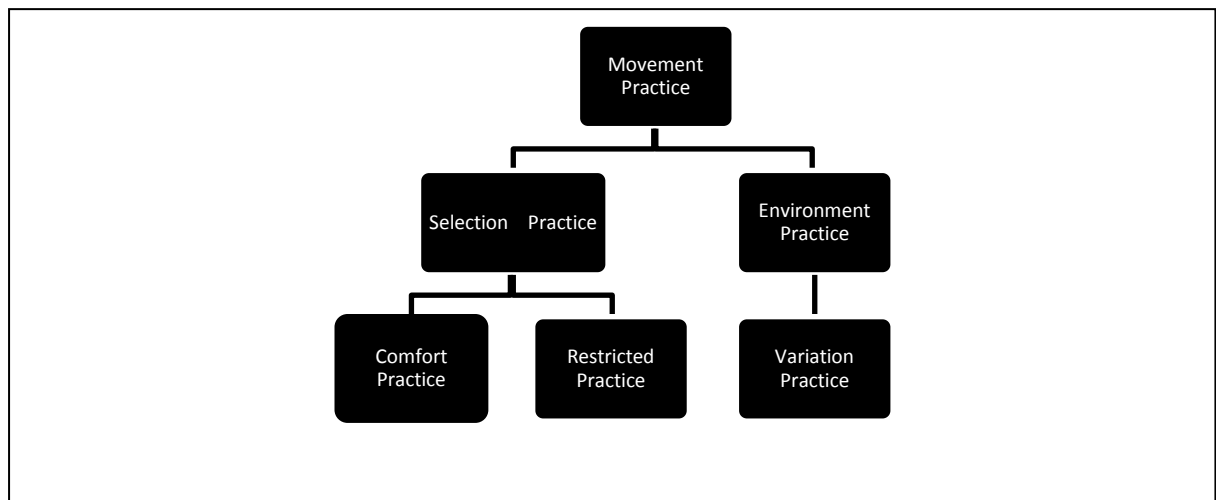 Movement
Practice
Selection Practice
Environment
Practice
Comfort
Practice
Restricted
Practice
Variation
Practice